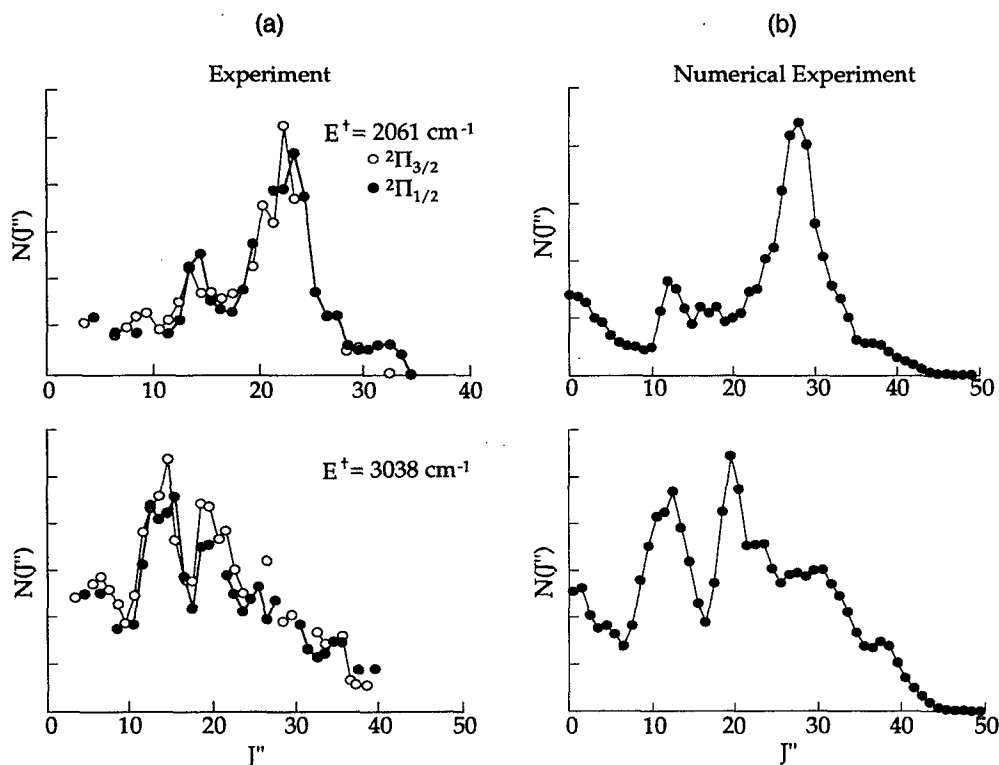 (a)
(b)
Experiment
Numerical Experiment
E† = 2061 cm-1
○ ²Π3/2
● ²Π1/2
N(J")
N(J")
0 10 20 30 40
0 10 20 30 40 50
E† = 3038 cm-1
N(J")
N(J")
0 10 20 30 40 50
0 10 20 30 40 50
J"
J"